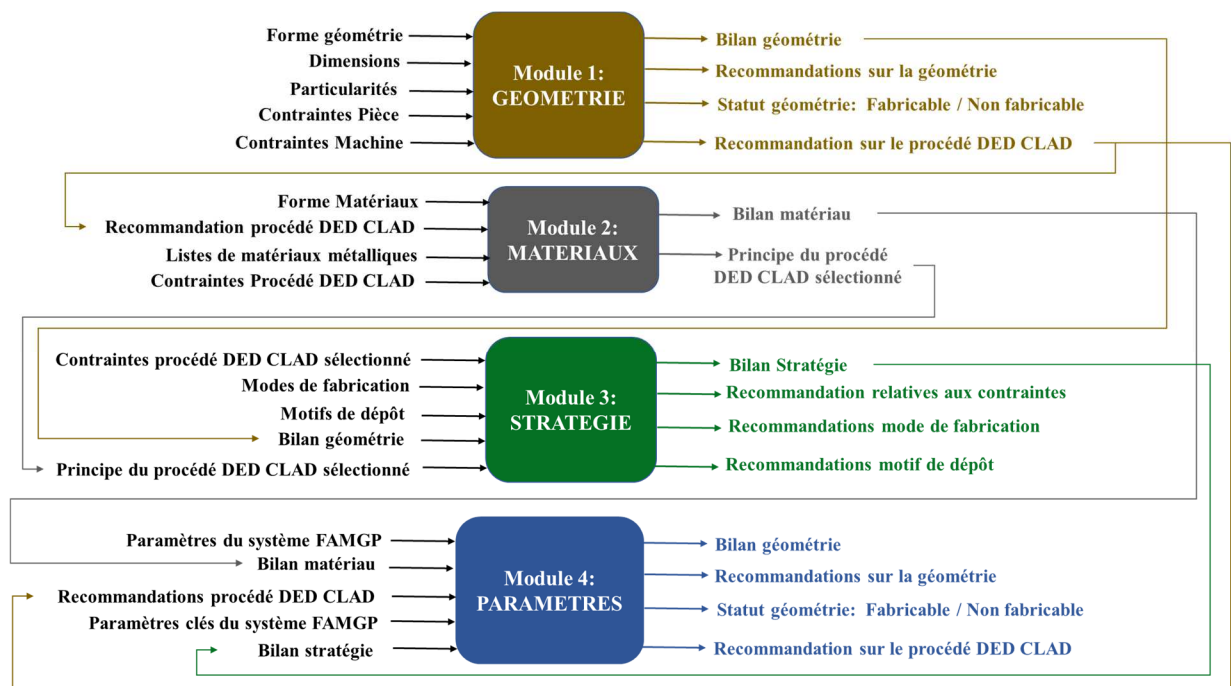 Forme géométrie
Dimensions
Particularités
Contraintes Pièce
Contraintes Machine
Module 1:
GEOMETRIE
Bilan géométrie
Recommandations sur la géométrie
Statut géométrie: Fabricable / Non fabricable
Recommandation sur le procédé DED CLAD
Forme Matériaux
Recommandation procédé DED CLAD
Listes de matériaux métalliques
Contraintes Procédé DED CLAD
Module 2:
MATERIAUX
Bilan matériau
Principe du procédé
DED CLAD sélectionné
Contraintes procédé DED CLAD sélectionné
Modes de fabrication
Motifs de dépôt
Bilan géométrie
Principe du procédé DED CLAD sélectionné
Module 3:
STRATEGIE
Bilan Stratégie
Recommandation relatives aux contraintes
Recommandations mode de fabrication
Recommandations motif de dépôt
Paramètres du système FAMGP
Bilan matériau
Recommandations procédé DED CLAD
Paramètres clés du système FAMGP
Bilan stratégie
Module 4:
PARAMETRES
Bilan géométrie
Recommandations sur la géométrie
Statut géométrie: Fabricable / Non fabricable
Recommandation sur le procédé DED CLAD